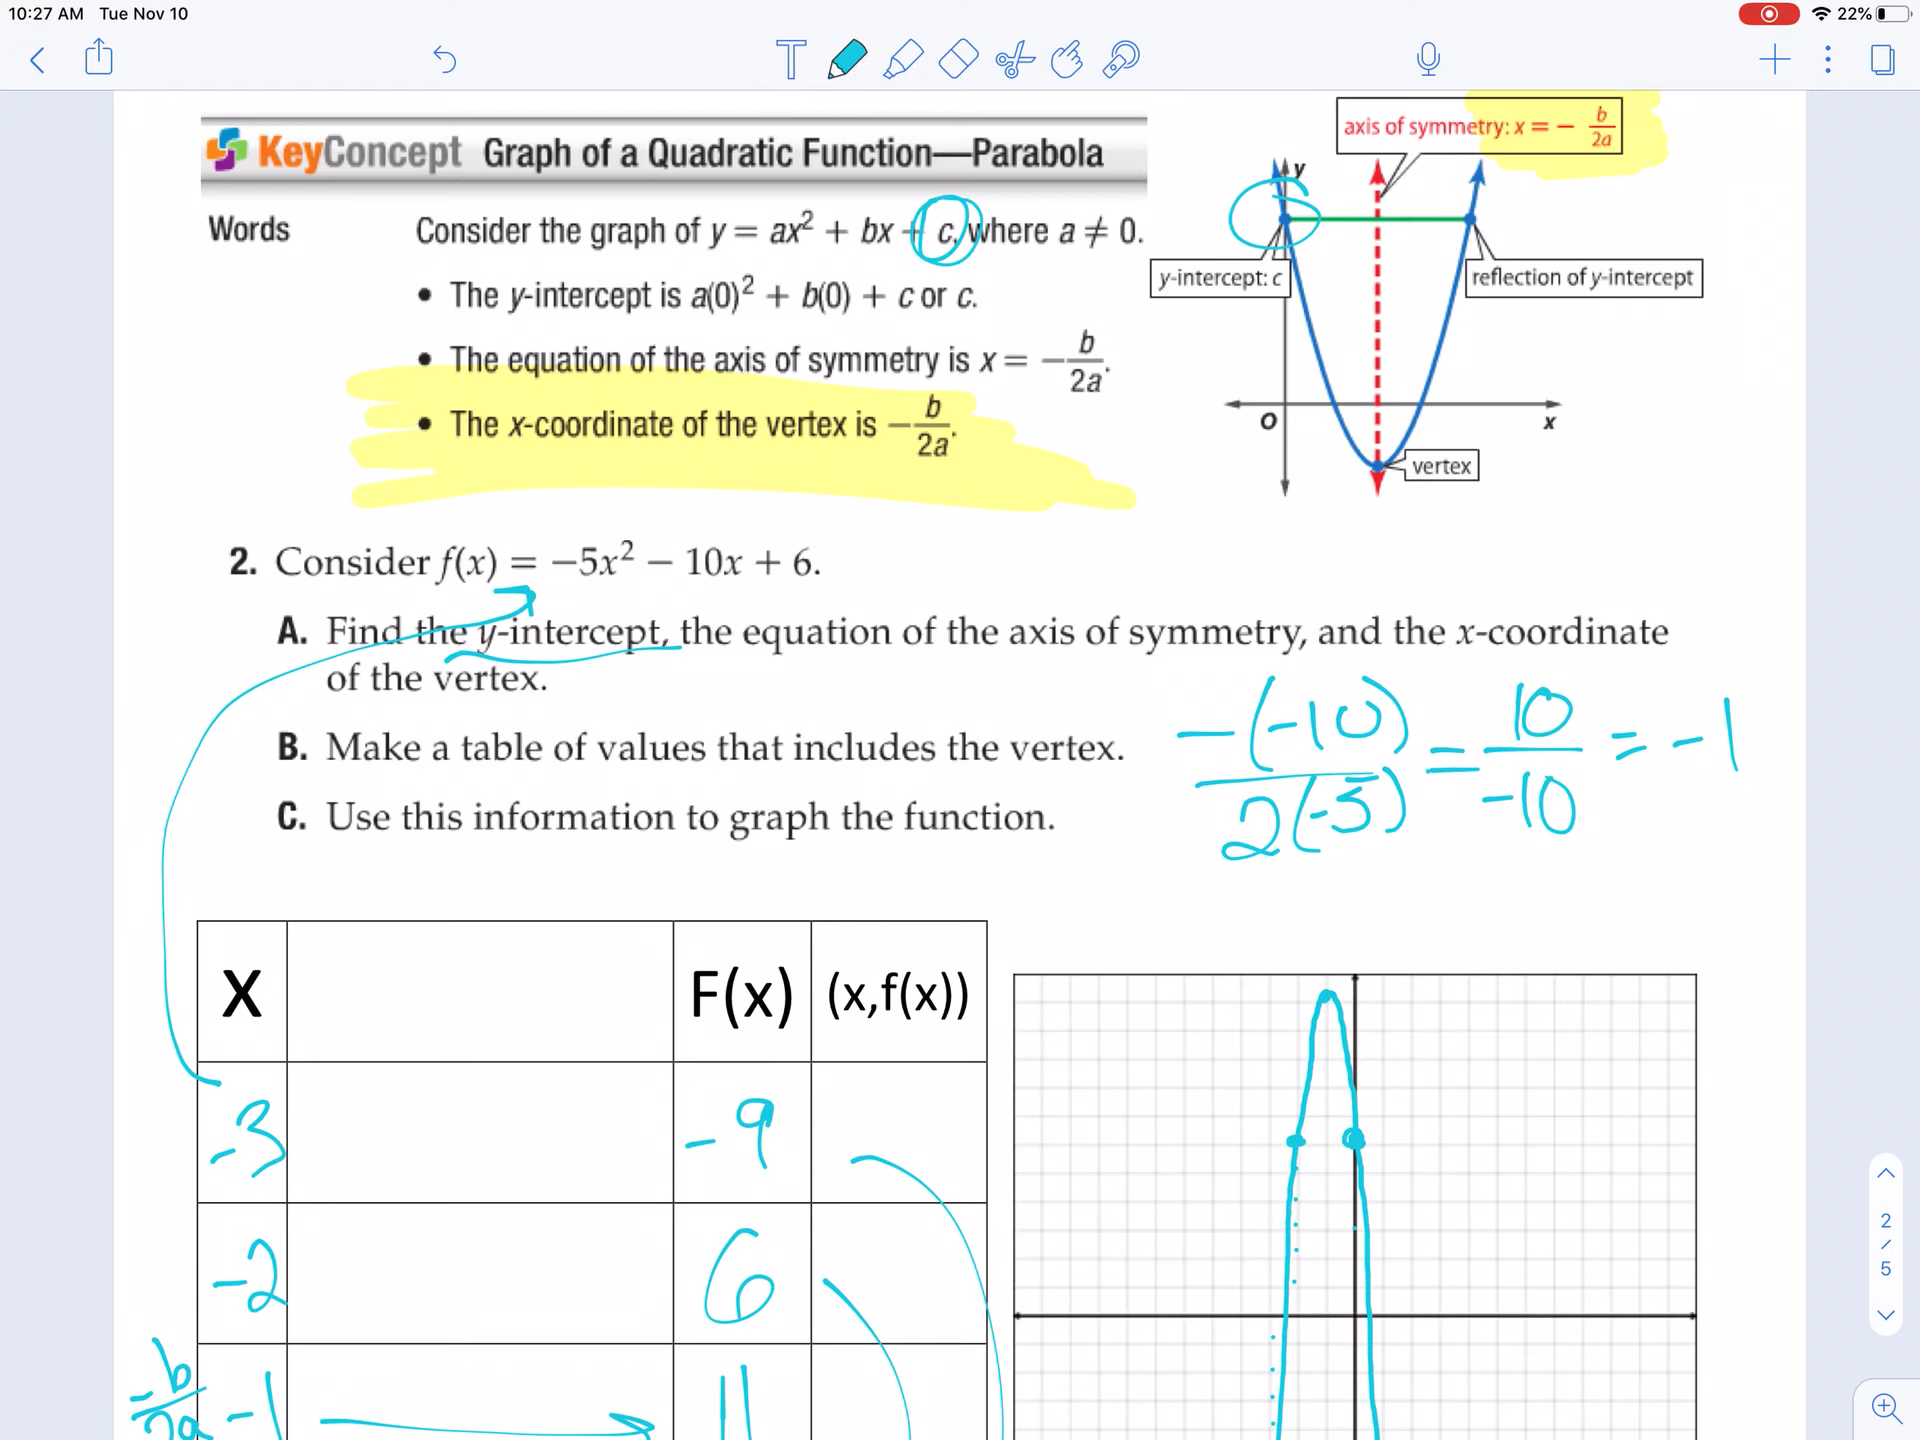 10:27 AM Tue Nov 10
22%
T
KeyConcept Graph of a Quadratic Function—Parabola
axis of symmetry: x = − b/2a
Words Consider the graph of y = ax² + bx + c, where a ≠ 0.
• The y-intercept is a(0)² + b(0) + c or c.
• The equation of the axis of symmetry is x = − b/2a.
• The x-coordinate of the vertex is − b/2a.
y
y-intercept: c
reflection of y-intercept
O
x
vertex
2. Consider f(x) = −5x² − 10x + 6.
A. Find the y-intercept, the equation of the axis of symmetry, and the x-coordinate
of the vertex.
B. Make a table of values that includes the vertex.
C. Use this information to graph the function.
−(−10)/2(−5) = 10/−10 = −1
X F(x) (x,f(x))
-3 -9
-2 6
-b/2a -1 11
2
/
5